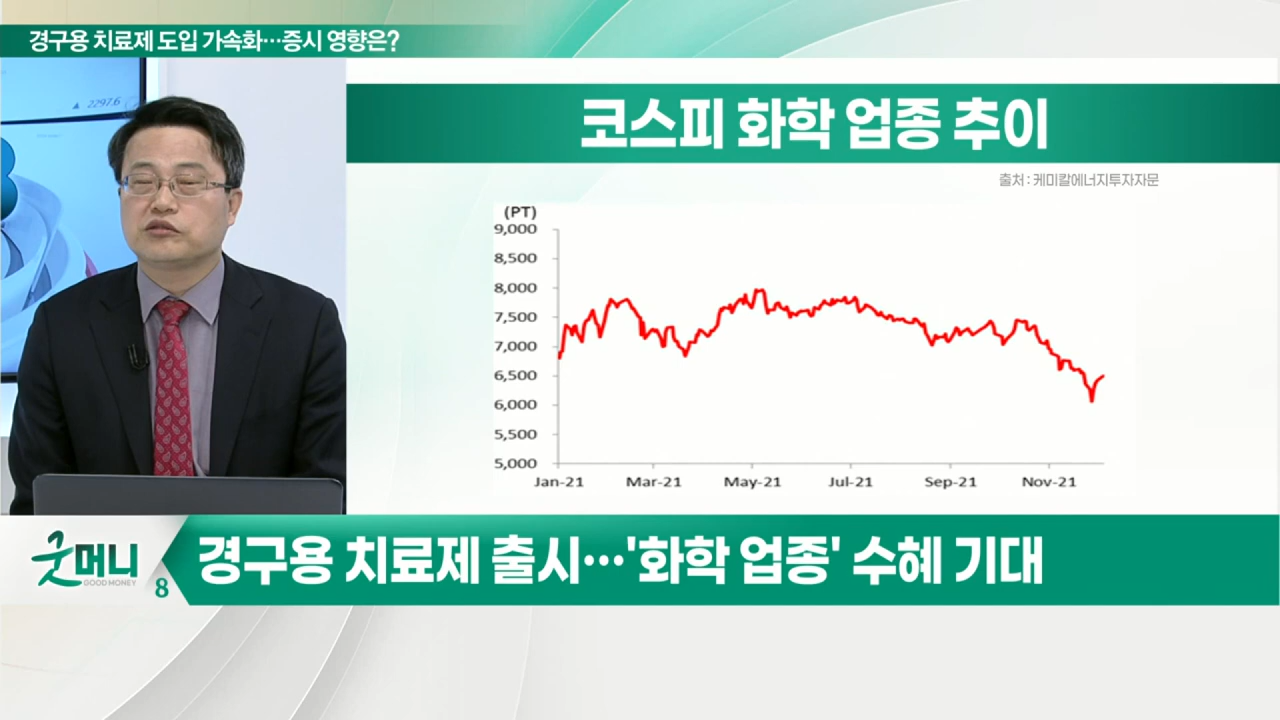 경구용 치료제 도입 가속화…증시 영향은?
▲ 2297.6
코스피 화학 업종 추이
출처 : 케미칼에너지투자자문
(PT)
9,000
8,500
8,000
7,500
7,000
6,500
6,000
5,500
5,000
Jan-21 Mar-21 May-21 Jul-21 Sep-21 Nov-21
굿머니
GOOD MONEY
8
경구용 치료제 출시…'화학 업종' 수혜 기대